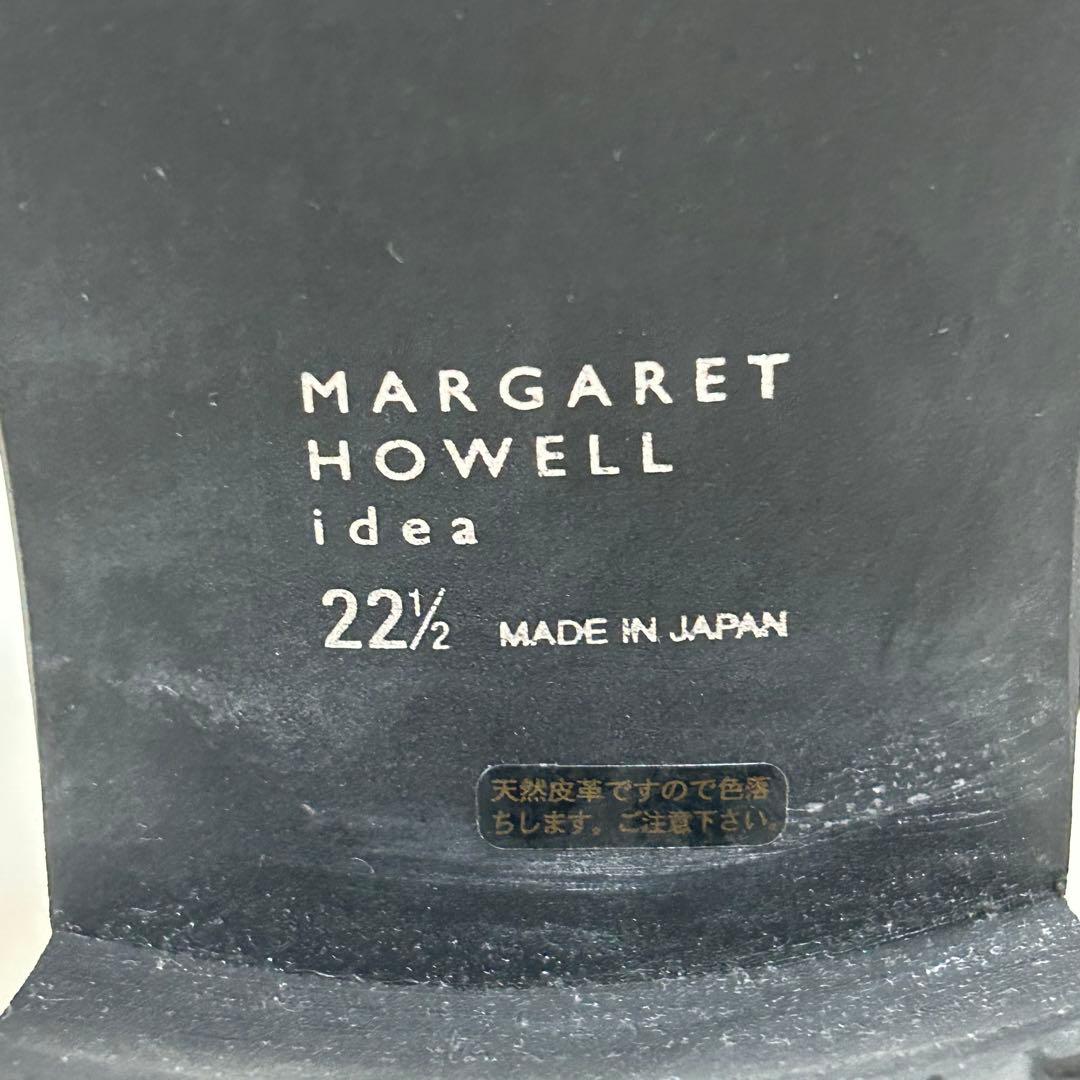 MARGARET
HOWELL
idea
22½ MADE IN JAPAN
天然皮革ですので色落
ちします。ご注意下さい。